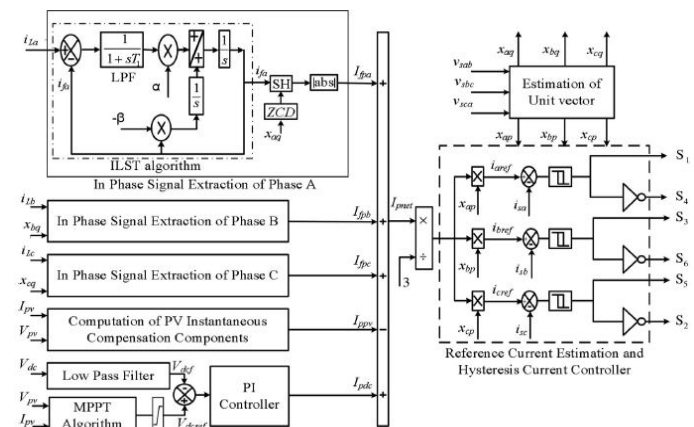 i_La
i_fa
1
1 + sT_i
LPF
α
-β
1
s
1
s
ILST algorithm
i_fa
SH
|abs|
ZCD
x_aq
I_fpa
In Phase Signal Extraction of Phase A
i_Lb
x_bq
In Phase Signal Extraction of Phase B
I_fpb
i_Lc
x_cq
In Phase Signal Extraction of Phase C
I_fpc
I_pv
V_pv
Computation of PV Instantaneous
Compensation Components
I_ppv
V_dc
Low Pass Filter
V_dcf
V_pv
I_pv
MPPT
Algorithm
V_dcref
PI
Controller
I_pdc
I_pnet
×
÷
3
x_aq x_bq x_cq
v_sab
v_sbc
v_sca
Estimation of
Unit vector
x_ap x_bp x_cp
x_ap
i_aref
i_sa
S_1
S_4
x_bp
i_bref
i_sb
S_3
S_6
x_cp
i_cref
i_sc
S_5
S_2
Reference Current Estimation and
Hysteresis Current Controller